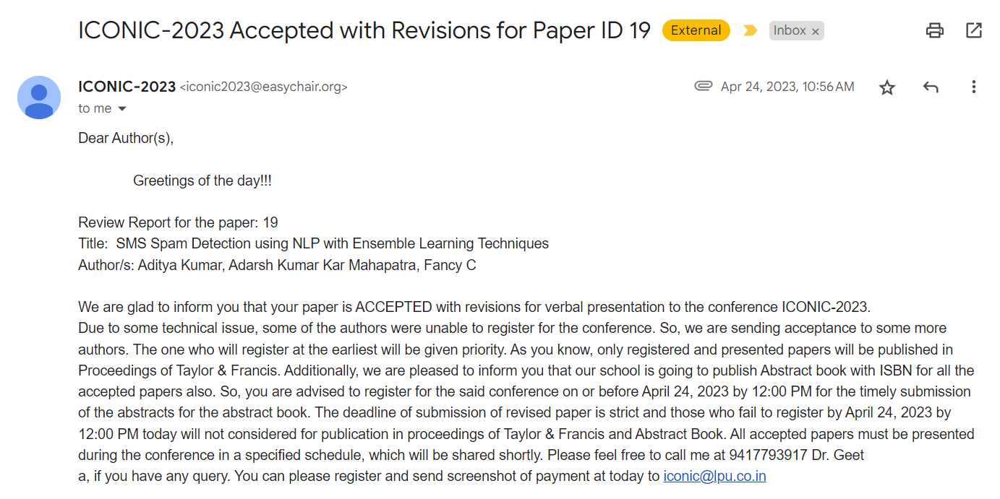 ICONIC-2023 Accepted with Revisions for Paper ID 19 External Inbox ×
ICONIC-2023 <iconic2023@easychair.org> Apr 24, 2023, 10:56 AM
to me
Dear Author(s),
Greetings of the day!!!
Review Report for the paper: 19
Title: SMS Spam Detection using NLP with Ensemble Learning Techniques
Author/s: Aditya Kumar, Adarsh Kumar Kar Mahapatra, Fancy C
We are glad to inform you that your paper is ACCEPTED with revisions for verbal presentation to the conference ICONIC-2023.
Due to some technical issue, some of the authors were unable to register for the conference. So, we are sending acceptance to some more
authors. The one who will register at the earliest will be given priority. As you know, only registered and presented papers will be published in
Proceedings of Taylor & Francis. Additionally, we are pleased to inform you that our school is going to publish Abstract book with ISBN for all the
accepted papers also. So, you are advised to register for the said conference on or before April 24, 2023 by 12:00 PM for the timely submission
of the abstracts for the abstract book. The deadline of submission of revised paper is strict and those who fail to register by April 24, 2023 by
12:00 PM today will not considered for publication in proceedings of Taylor & Francis and Abstract Book. All accepted papers must be presented
during the conference in a specified schedule, which will be shared shortly. Please feel free to call me at 9417793917 Dr. Geet
a, if you have any query. You can please register and send screenshot of payment at today to iconic@lpu.co.in